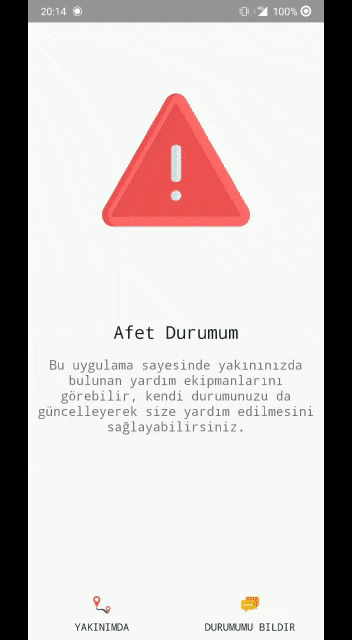 20:14
100%
Afet Durumum
Bu uygulama sayesinde yakınınızda
bulunan yardım ekipmanlarını
görebilir, kendi durumunuzu da
güncelleyerek size yardım edilmesini
sağlayabilirsiniz.
YAKINIMDA
DURUMUMU BILDIR